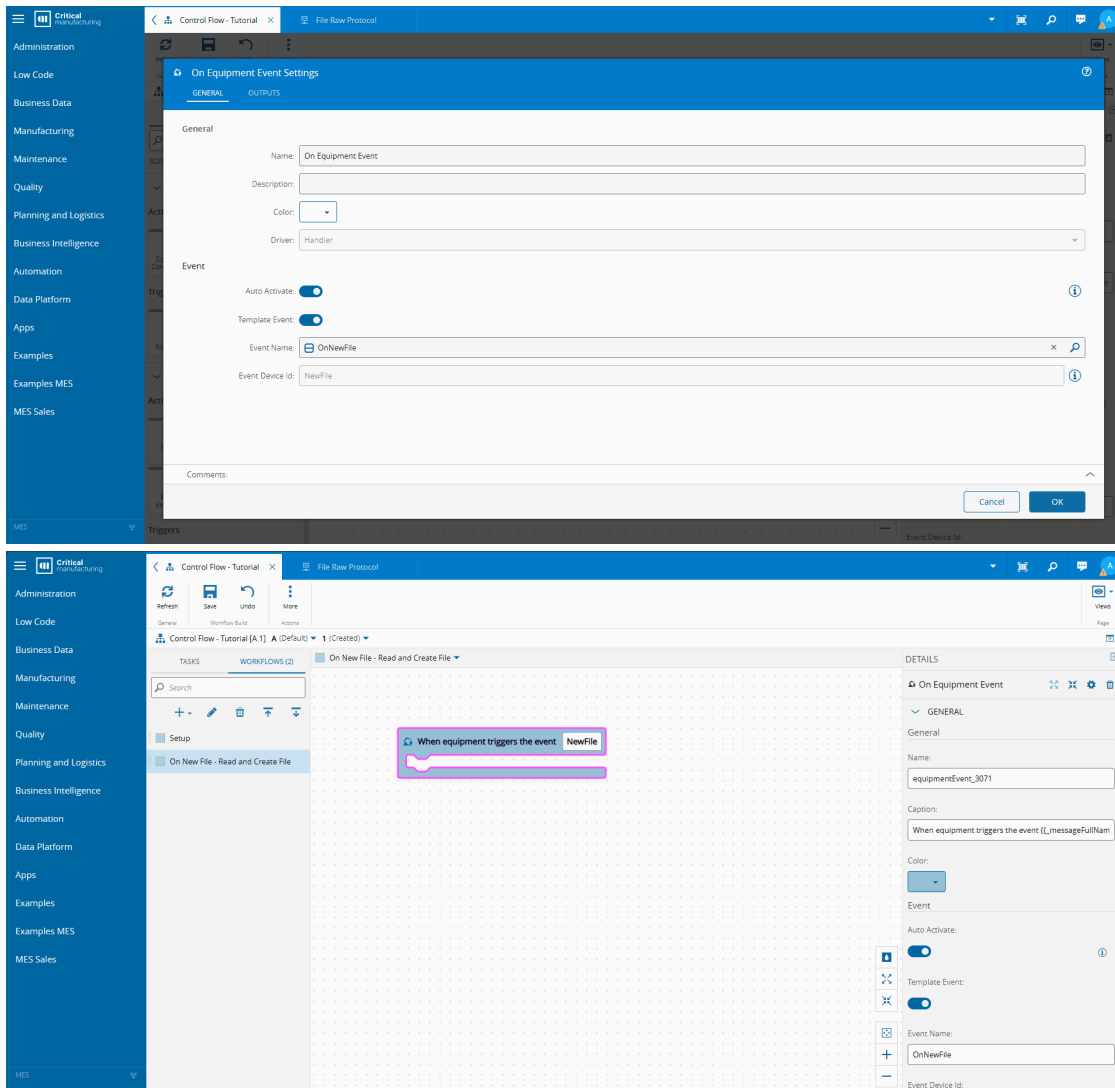 Critical manufacturing
Control Flow - Tutorial
File Raw Protocol
A
Administration
Low Code
Business Data
Manufacturing
Maintenance
Quality
Planning and Logistics
Business Intelligence
Automation
Data Platform
Apps
Examples
Examples MES
MES Sales
MES
On Equipment Event Settings
GENERAL
OUTPUTS
General
Name:
On Equipment Event
Description:
Color:
Driver:
Handler
Event
Auto Activate:
Template Event:
Event Name:
OnNewFile
Event Device Id:
NewFile
Comments:
Cancel
OK
Triggers
Event Device Id:
Critical manufacturing
Control Flow - Tutorial
File Raw Protocol
A
Administration
Low Code
Business Data
Manufacturing
Maintenance
Quality
Planning and Logistics
Business Intelligence
Automation
Data Platform
Apps
Examples
Examples MES
MES Sales
MES
Refresh
Save
Undo
More
Views
General
Workflow Build
Actions
Page
Control Flow - Tutorial [A.1] A (Default) 1 (Created)
TASKS
WORKFLOWS (2)
Search
Setup
On New File - Read and Create File
On New File - Read and Create File
When equipment triggers the event NewFile
DETAILS
On Equipment Event
GENERAL
General
Name:
equipmentEvent_3071
Caption:
When equipment triggers the event {{_messageFullNam
Color:
Event
Auto Activate:
Template Event:
Event Name:
OnNewFile
Event Device Id: